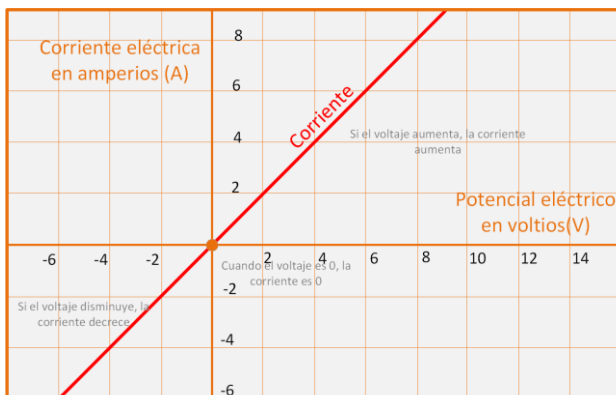 Corriente eléctrica
en amperios (A)
8
6
4
2
Corriente
Si el voltaje aumenta, la corriente
aumenta
Potencial eléctrico
en voltios(V)
-6 -4 -2 2 4 6 8 10 12 14
Cuando el voltaje es 0, la
corriente es 0
-2
Si el voltaje disminuye, la
corriente decrece
-4
-6